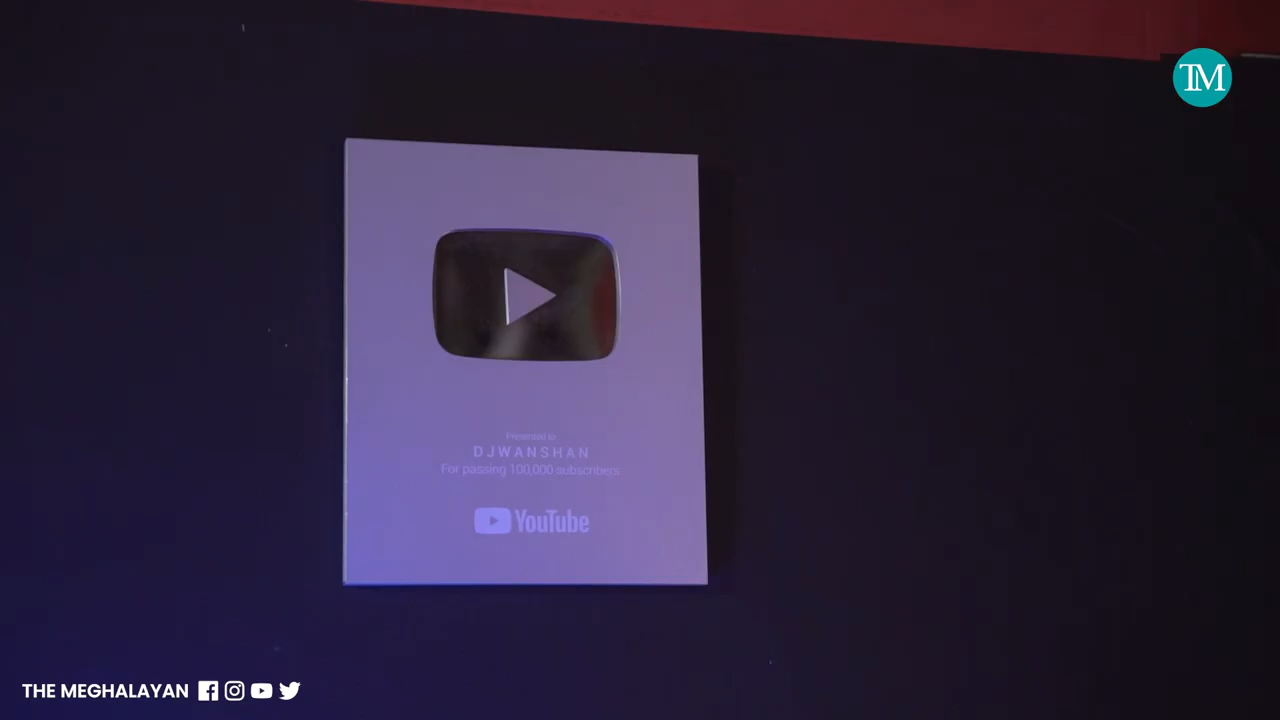 TM
Presented to
DJWANSHAN
For passing 100,000 subscribers
YouTube
THE MEGHALAYAN